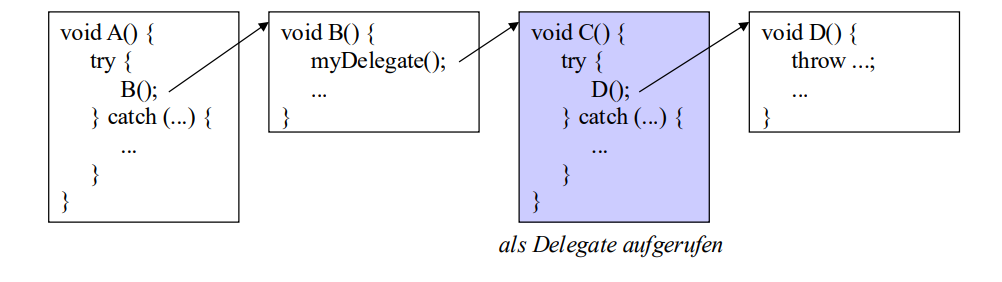 void A() {
try {
B();
} catch (...) {
...
}
}
void B() {
myDelegate();
...
}
void C() {
try {
D();
} catch (...) {
...
}
}
void D() {
throw ...;
...
}
als Delegate aufgerufen